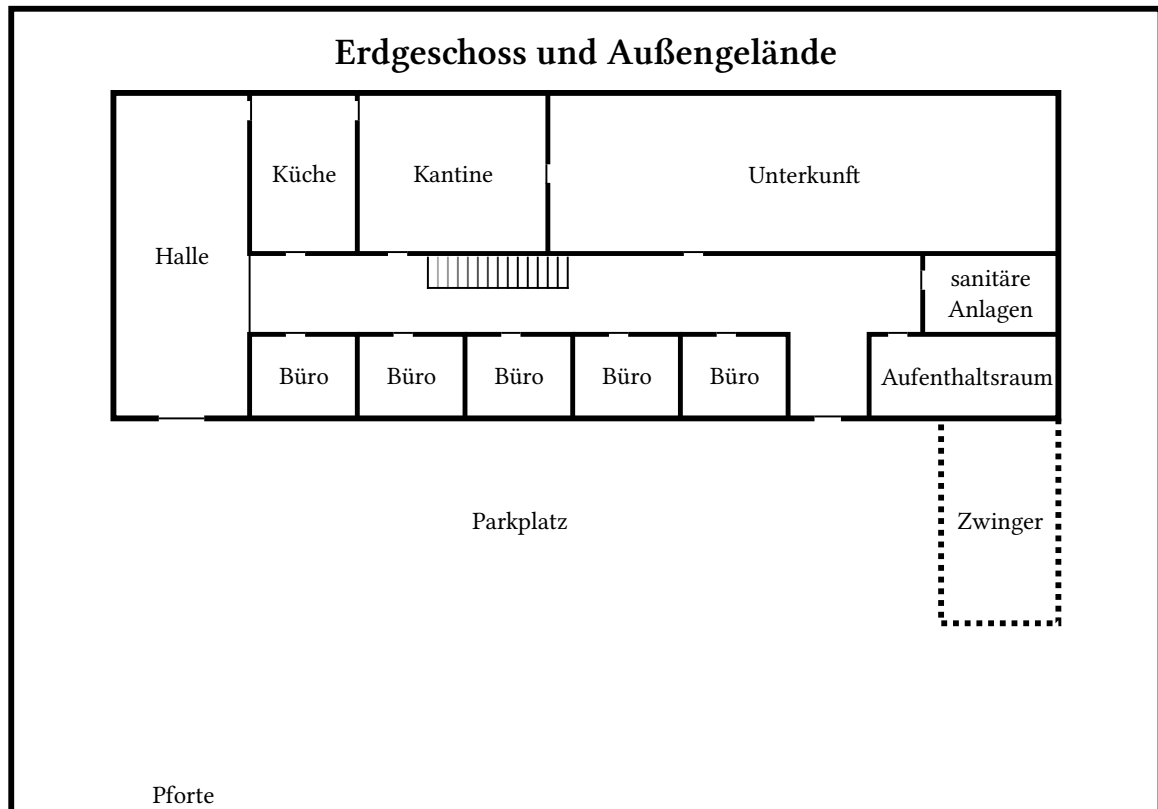 Erdgeschoss und Außengelände
Küche
Kantine
Unterkunft
Halle
sanitäre
Anlagen
Büro
Büro
Büro
Büro
Büro
Aufenthaltsraum
Parkplatz
Zwinger
Pforte